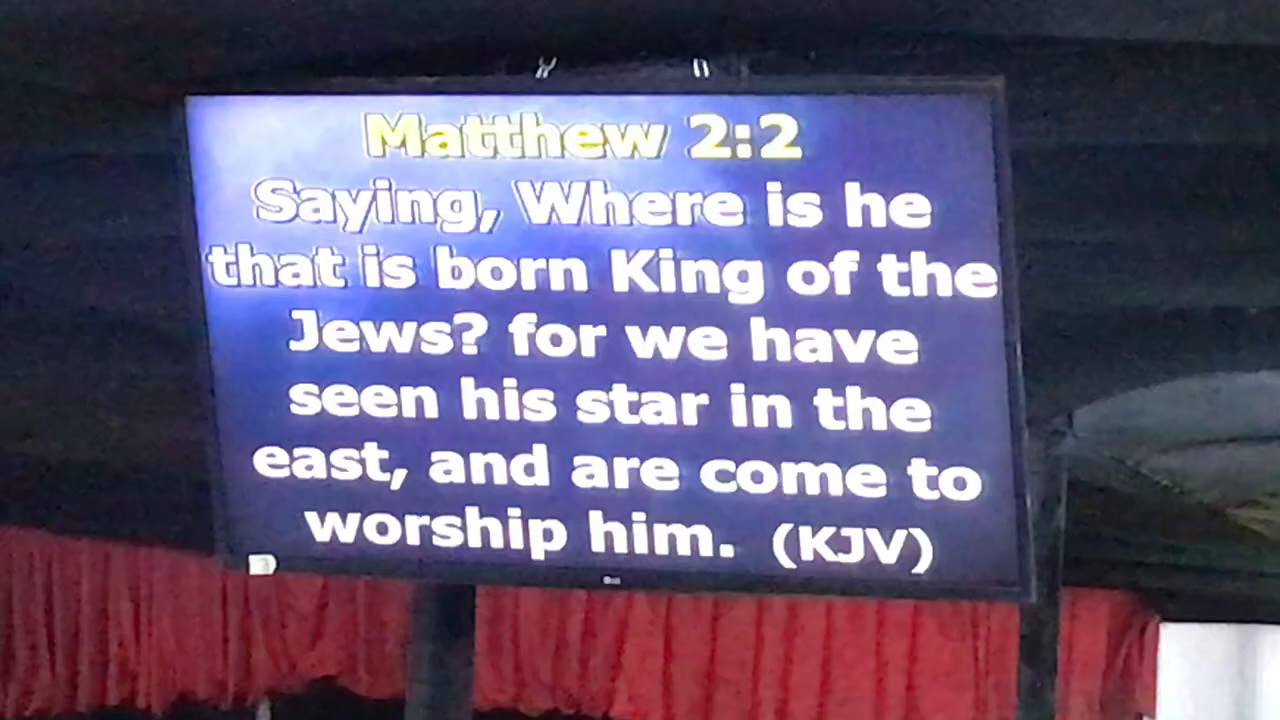 Matthew 2:2
Saying, Where is he
that is born King of the
Jews? for we have
seen his star in the
east, and are come to
worship him. (KJV)